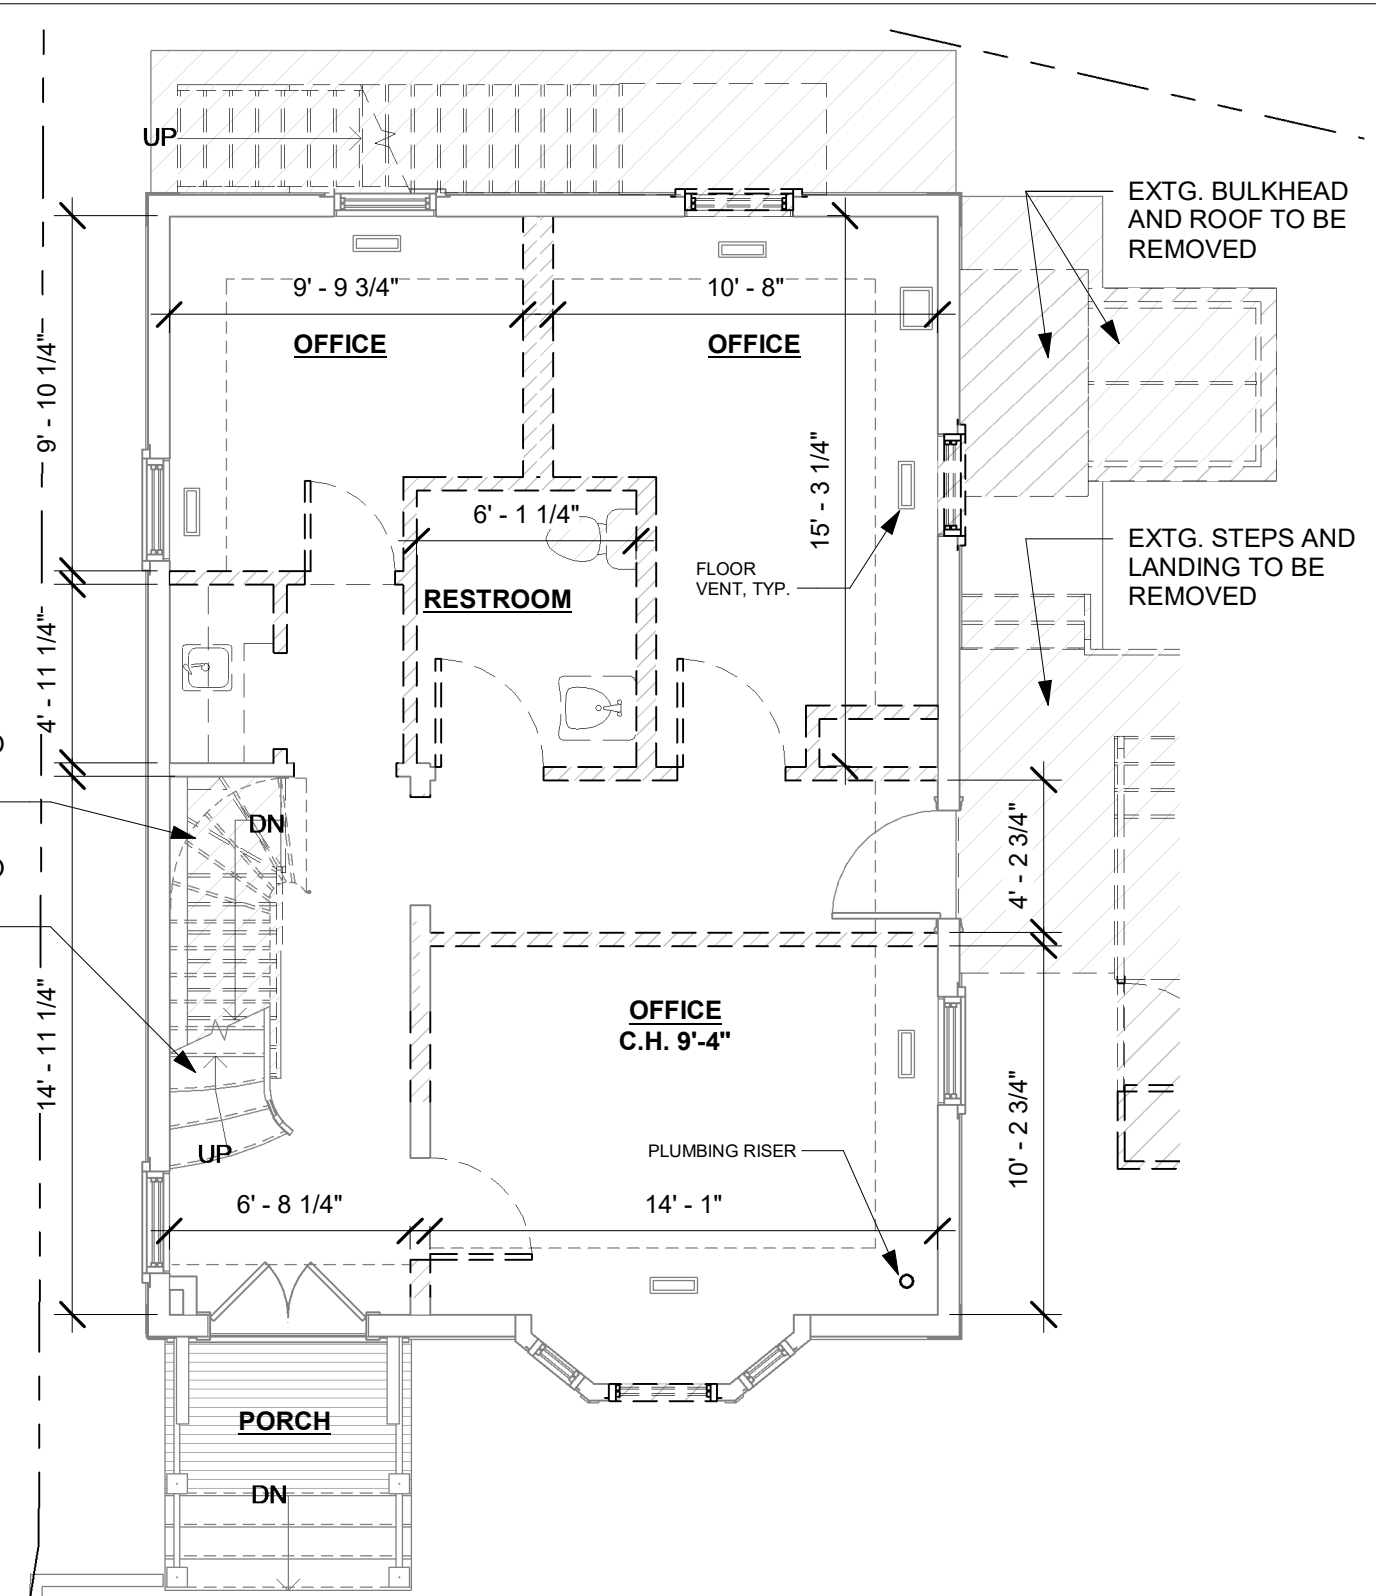 UP
EXTG. BULKHEAD
AND ROOF TO BE
REMOVED
9' - 9 3/4"
10' - 8"
OFFICE
OFFICE
9' - 10 1/4"
15' - 3 1/4"
6' - 1 1/4"
EXTG. STEPS AND
LANDING TO BE
REMOVED
FLOOR
VENT, TYP.
RESTROOM
4' - 11 1/4"
DN
4' - 2 3/4"
OFFICE
C.H. 9'-4"
14' - 11 1/4"
10' - 2 3/4"
UP
PLUMBING RISER
6' - 8 1/4"
14' - 1"
PORCH
DN